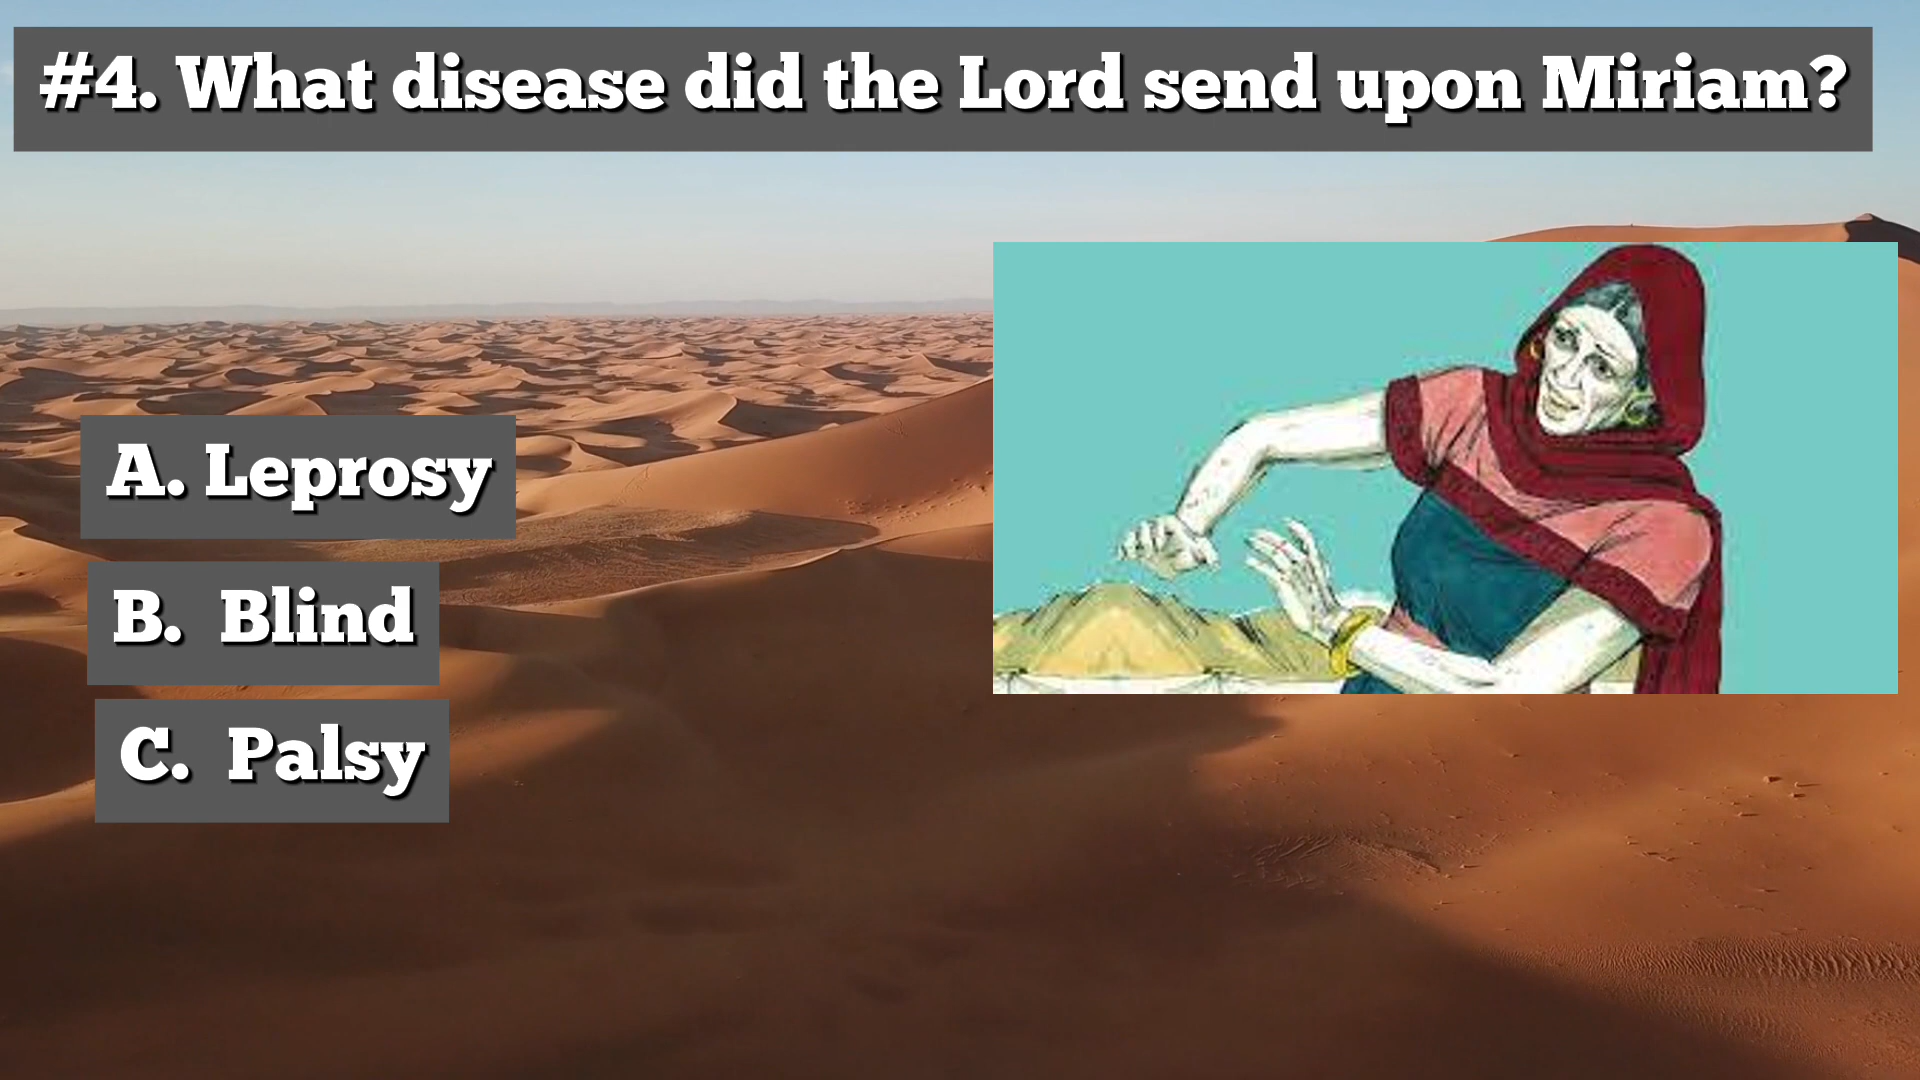 #4. What disease did the Lord send upon Miriam?
A. Leprosy
B. Blind
C. Palsy